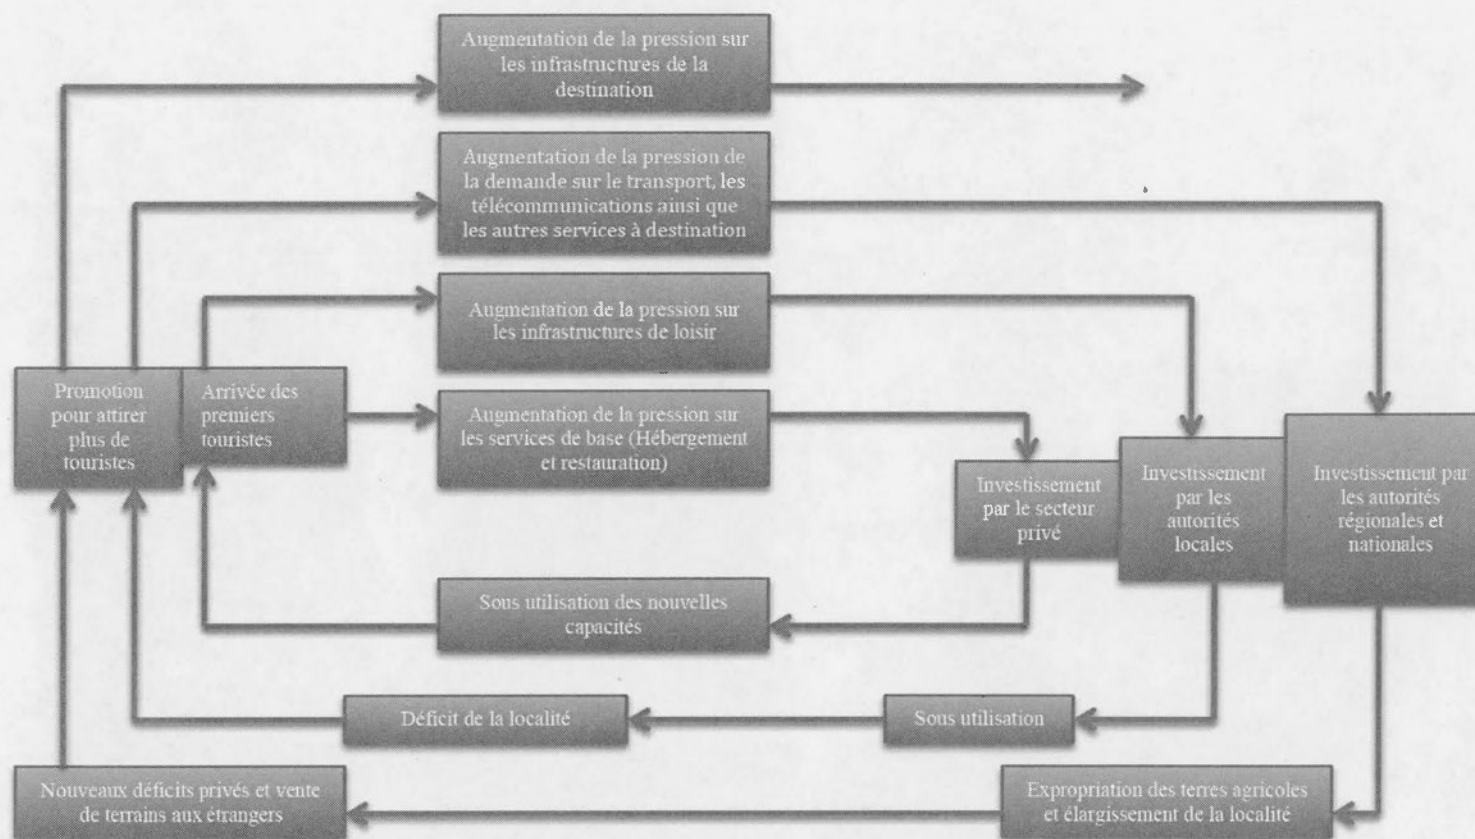 Augmentation de la pression sur
les infrastructures de la
destination
Augmentation de la pression de
la demande sur le transport, les
télécommunications ainsi que
les autres services à destination
Augmentation de la pression sur
les infrastructures de loisir
Promotion
pour attirer
plus de
touristes
Arrivée des
premiers
touristes
Augmentation de la pression sur
les services de base (Hébergement
et restauration)
Investissement
par le secteur
privé
Investissement
par les
autorités
locales
Investissement par
les autorités
régionales et
nationales
Sous utilisation des nouvelles
capacités
Déficit de la localité
Sous utilisation
Nouveaux déficits privés et vente
de terrains aux étrangers
Expropriation des terres agricoles
et élargissement de la localité